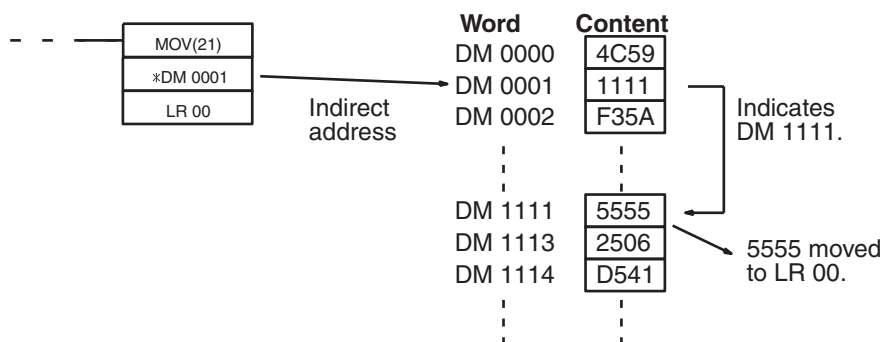 Word Content
MOV(21)
*DM 0001
LR 00
Indirect
address
DM 0000 4C59
DM 0001 1111
DM 0002 F35A
Indicates
DM 1111.
DM 1111 5555
DM 1113 2506
DM 1114 D541
5555 moved
to LR 00.